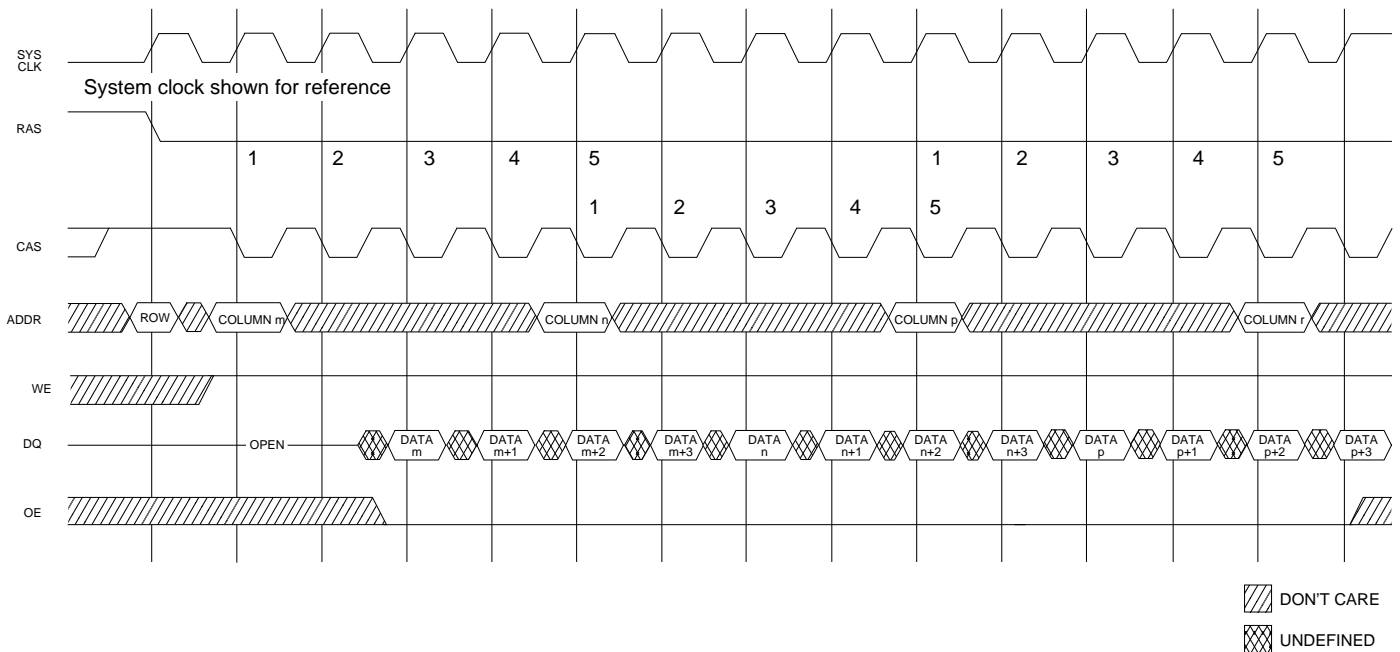 SYS
CLK
System clock shown for reference
RAS
1 2 3 4 5 1 2 3 4 5
1 2 3 4 5
CAS
ADDR ROW COLUMN m COLUMN n COLUMN p COLUMN r
WE
DQ OPEN DATA m DATA m+1 DATA m+2 DATA m+3 DATA n DATA n+1 DATA n+2 DATA n+3 DATA p DATA p+1 DATA p+2 DATA p+3
OE
DON'T CARE
UNDEFINED